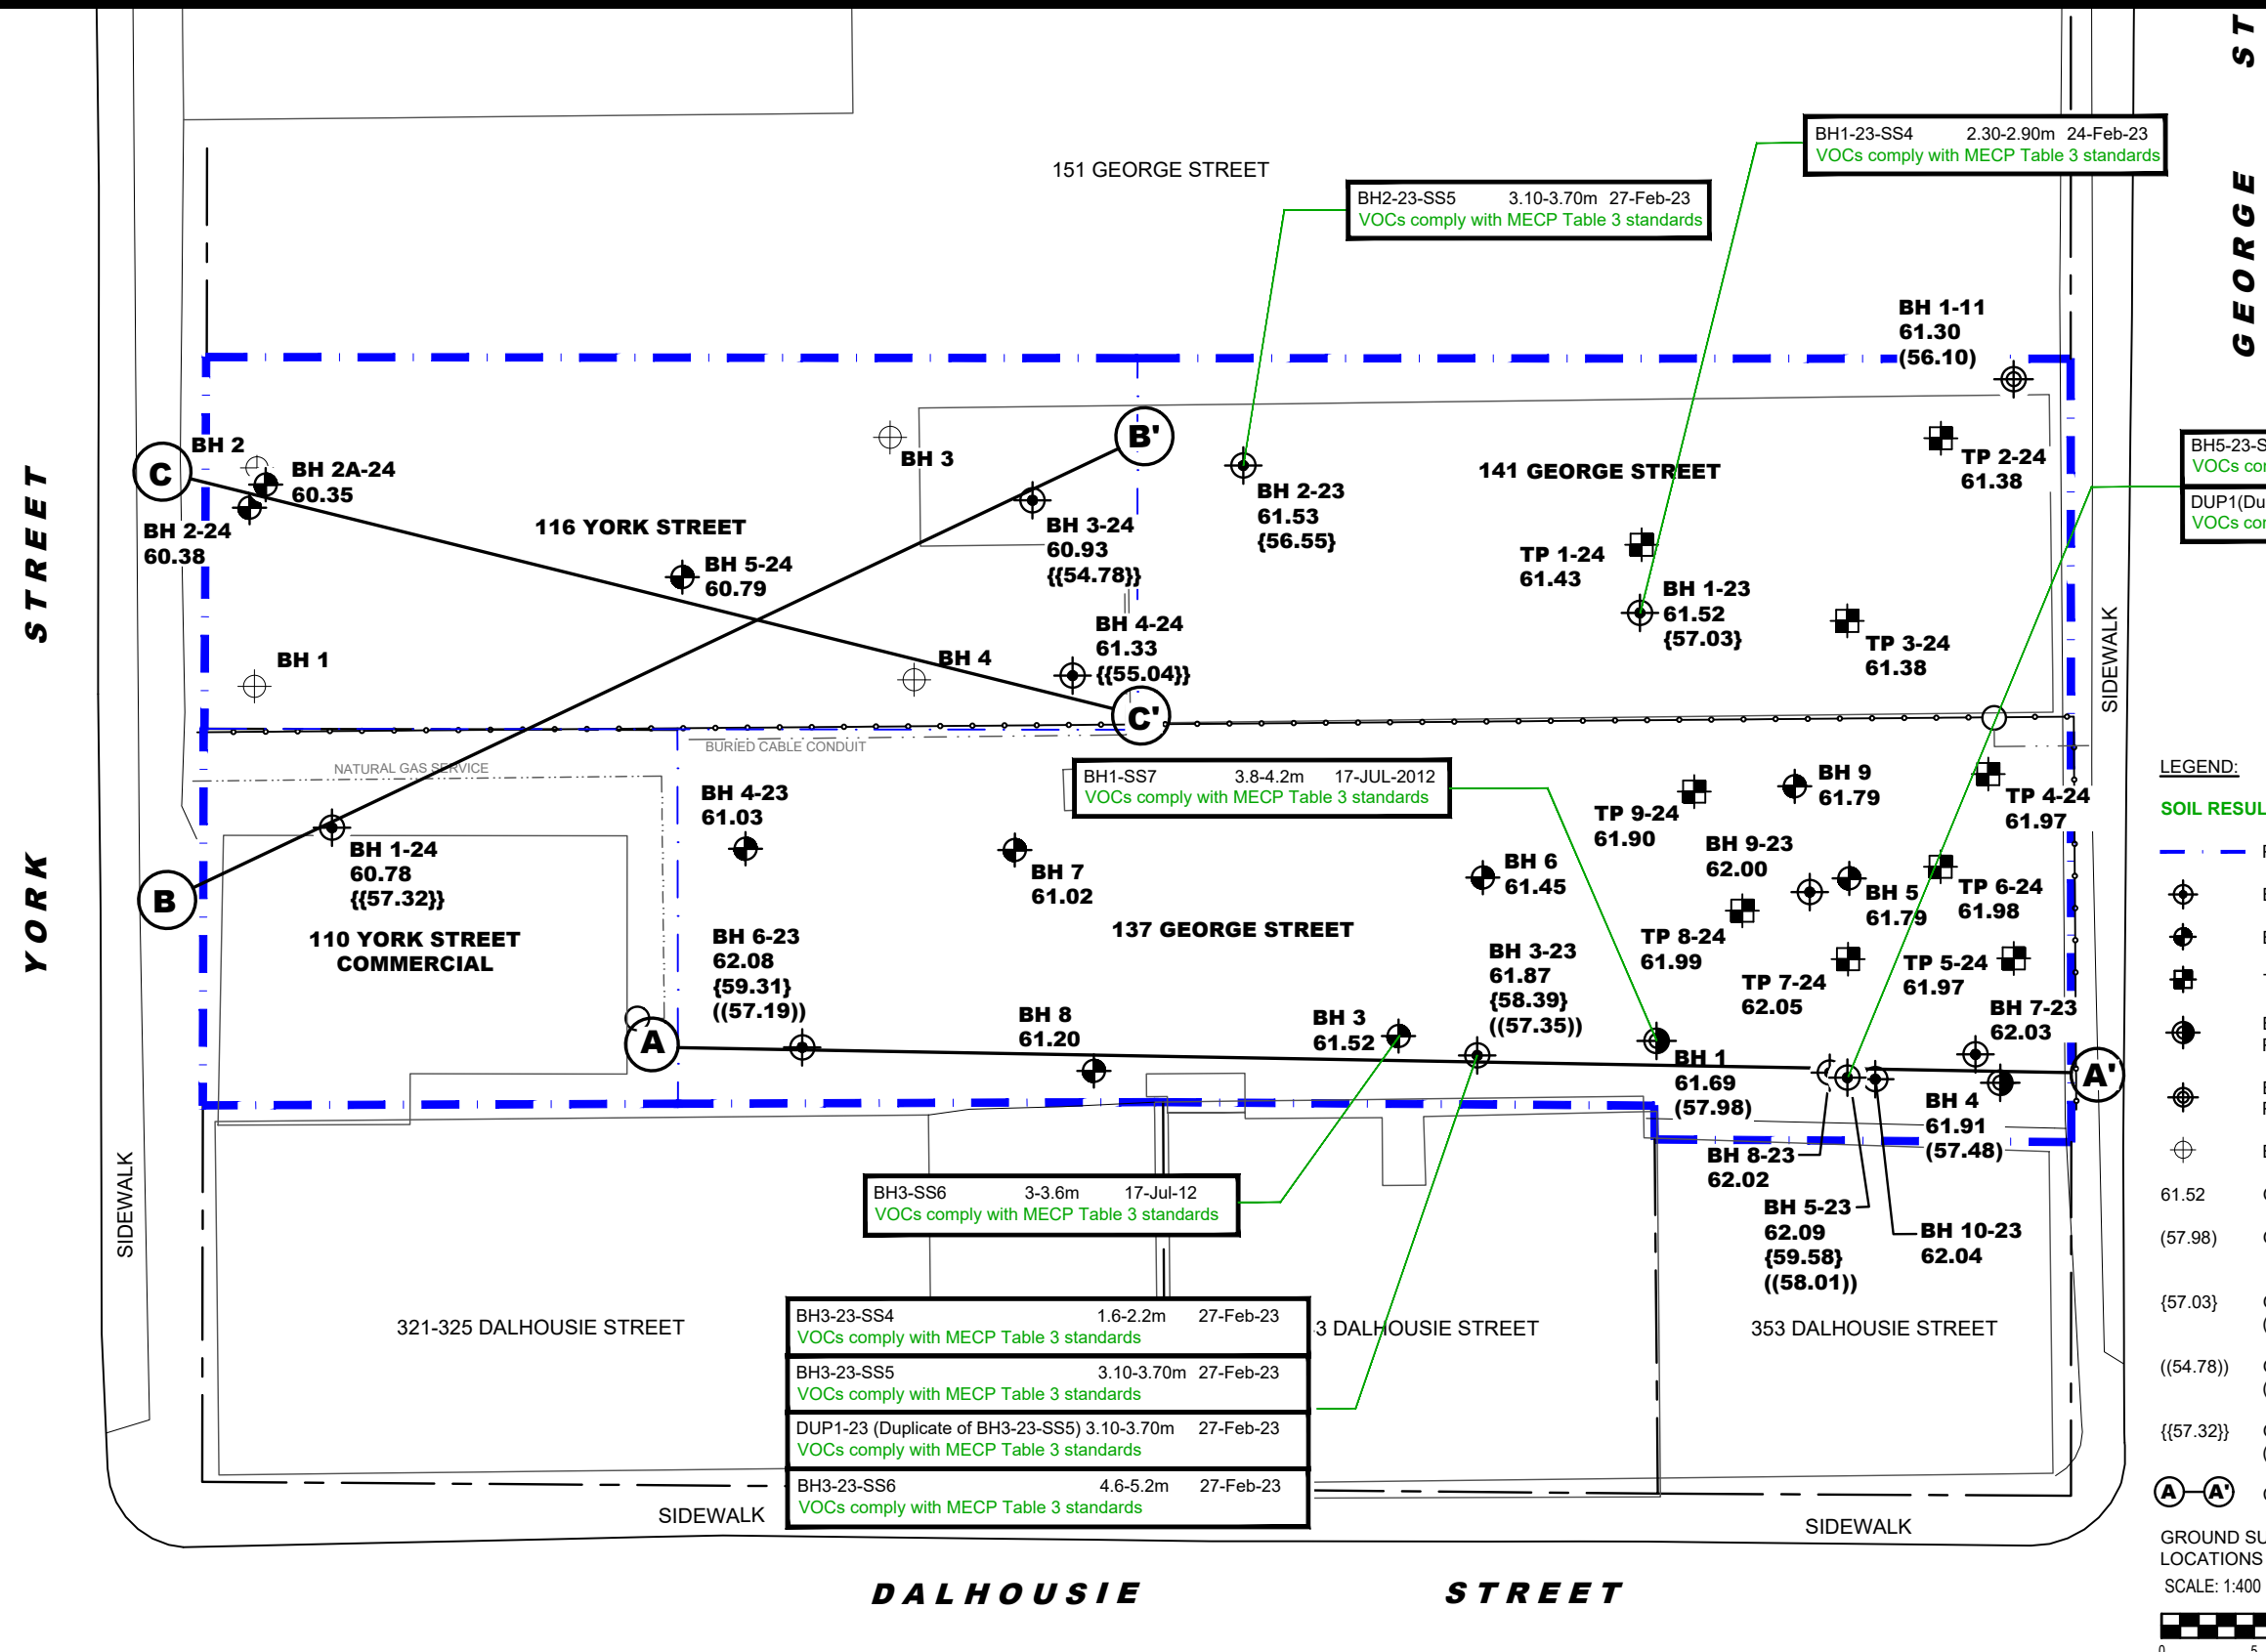 151 GEORGE STREET
BH1-23-SS4 2.30-2.90m 24-Feb-23
VOCs comply with MECP Table 3 standards
BH2-23-SS5 3.10-3.70m 27-Feb-23
VOCs comply with MECP Table 3 standards
GEORGE ST
BH 1-11
61.30
(56.10)
BH 2
BH 2A-24
60.35
BH 2-24
60.38
C
B'
BH 3
116 YORK STREET
BH 3-24
60.93
{{54.78}}
BH 5-24
60.79
BH 2-23
61.53
{56.55}
141 GEORGE STREET
TP 2-24
61.38
TP 1-24
61.43
BH 1-23
61.52
{57.03}
TP 3-24
61.38
BH5-23-S
VOCs co
DUP1(Du
VOCs co
BH 4-24
61.33
{{55.04}}
BH 1
BH 4
C'
SIDEWALK
BURIED CABLE CONDUIT
NATURAL GAS SERVICE
BH1-SS7 3.8-4.2m 17-JUL-2012
VOCs comply with MECP Table 3 standards
BH 4-23
61.03
BH 7
61.02
BH 6
61.45
TP 9-24
61.90
BH 9
61.79
TP 4-24
61.97
BH 9-23
62.00
BH 5
61.79
TP 6-24
61.98
BH 1-24
60.78
{{57.32}}
B
110 YORK STREET
COMMERCIAL
BH 6-23
62.08
{59.31}
((57.19))
137 GEORGE STREET
BH 3-23
61.87
{58.39}
((57.35))
TP 8-24
61.99
TP 7-24
62.05
TP 5-24
61.97
BH 7-23
62.03
A
BH 8
61.20
BH 3
61.52
BH 1
61.69
(57.98)
BH 4
61.91
(57.48)
A'
BH 8-23
62.02
BH 5-23
62.09
{59.58}
((58.01))
BH 10-23
62.04
BH3-SS6 3-3.6m 17-Jul-12
VOCs comply with MECP Table 3 standards
321-325 DALHOUSIE STREET
3 DALHOUSIE STREET
353 DALHOUSIE STREET
BH3-23-SS4 1.6-2.2m 27-Feb-23
VOCs comply with MECP Table 3 standards
BH3-23-SS5 3.10-3.70m 27-Feb-23
VOCs comply with MECP Table 3 standards
DUP1-23 (Duplicate of BH3-23-SS5) 3.10-3.70m 27-Feb-23
VOCs comply with MECP Table 3 standards
BH3-23-SS6 4.6-5.2m 27-Feb-23
VOCs comply with MECP Table 3 standards
SIDEWALK
SIDEWALK
SIDEWALK
YORK STREET
DALHOUSIE STREET
LEGEND:
SOIL RESUL
61.52
(57.98)
{57.03}
((54.78))
{{57.32}}
A A'
GROUND SU
LOCATIONS
SCALE: 1:400
0 5